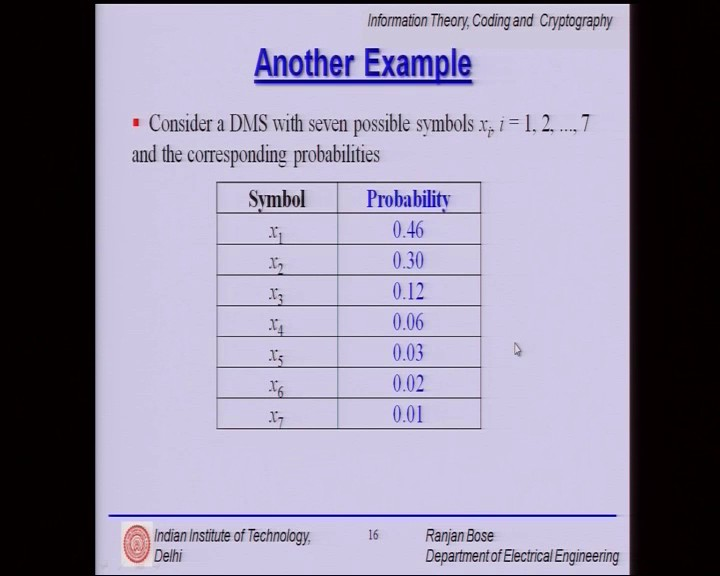 Information Theory, Coding and Cryptography
Another Example
Consider a DMS with seven possible symbols xi, i = 1, 2, ..., 7
and the corresponding probabilities
Symbol Probability
x1 0.46
x2 0.30
x3 0.12
x4 0.06
x5 0.03
x6 0.02
x7 0.01
Indian Institute of Technology, 16 Ranjan Bose
Delhi Department of Electrical Engineering